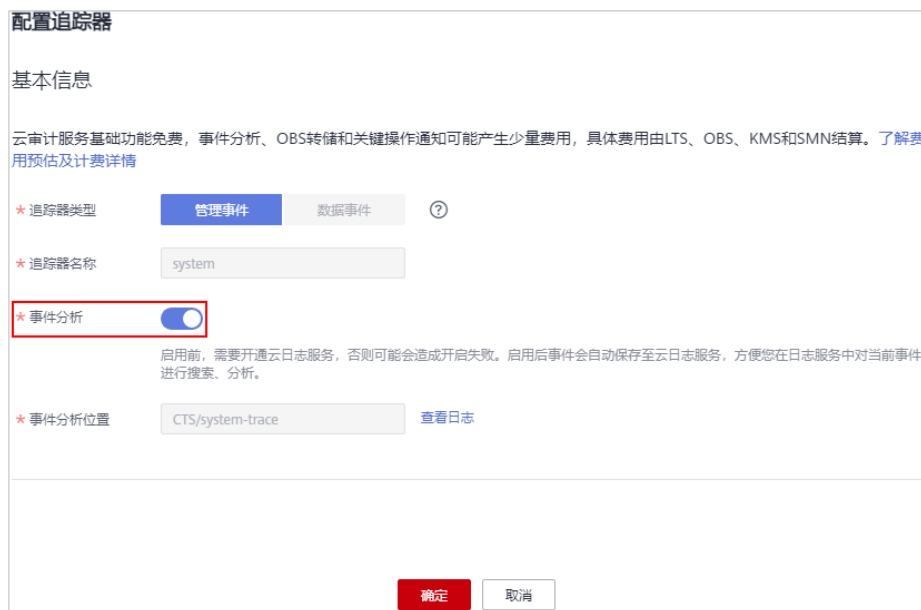 配置追踪器
基本信息
云审计服务基础功能免费，事件分析、OBS转储和关键操作通知可能产生少量费用，具体费用由LTS、OBS、KMS和SMN结算。了解费
用预估及计费详情
* 追踪器类型 管理事件 数据事件 ?
* 追踪器名称 system
* 事件分析
启用前，需要开通云日志服务，否则可能会造成开启失败。启用后事件会自动保存至云日志服务，方便您在日志服务中对当前事件
进行搜索、分析。
* 事件分析位置 CTS/system-trace 查看日志
确定 取消